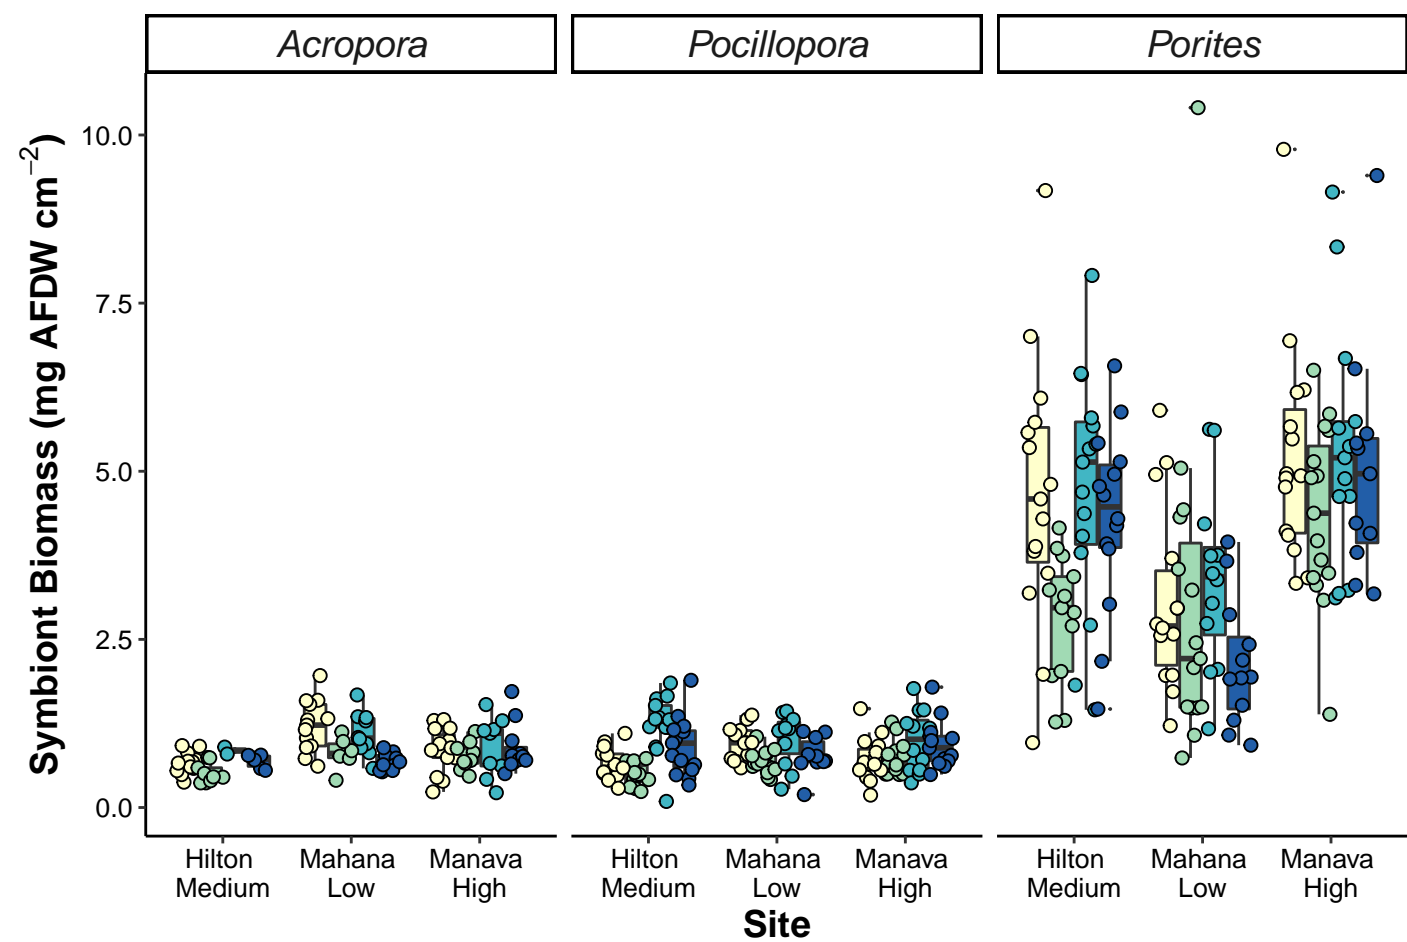 Acropora Pocillopora Porites
Symbiont Biomass (mg AFDW cm⁻²)
10.0
7.5
5.0
2.5
0.0
Hilton Mahana Manava Hilton Mahana Manava Hilton Mahana Manava
Medium Low High Medium Low High Medium Low High
Site